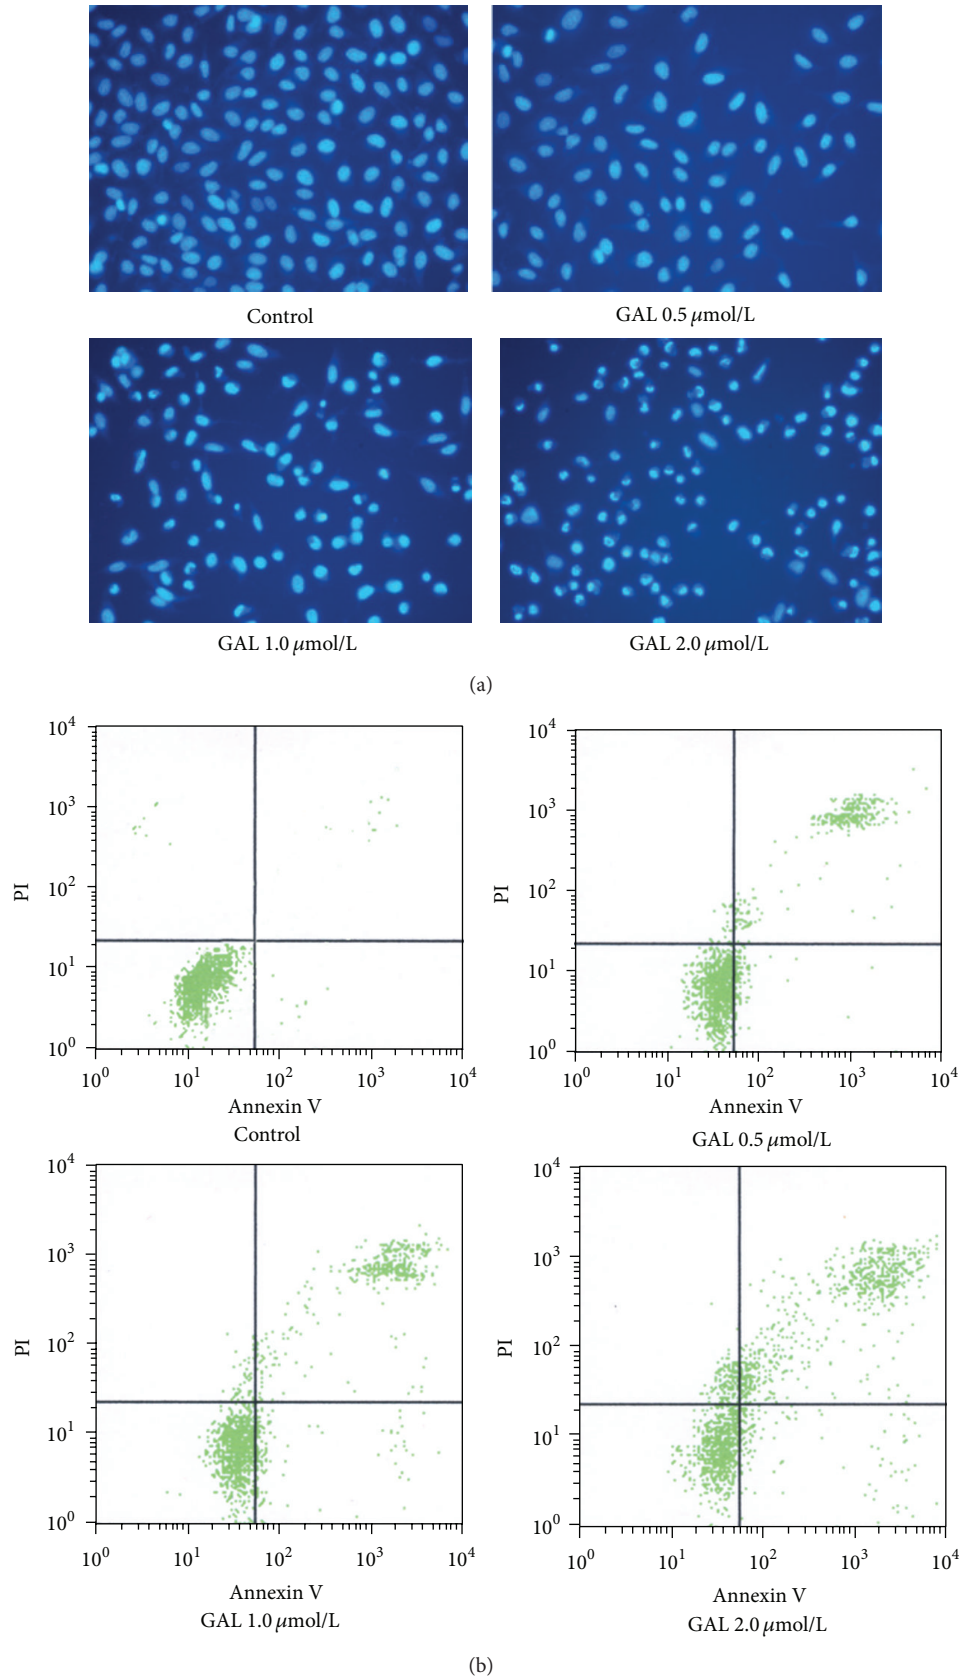 Control
GAL 0.5 μmol/L
GAL 1.0 μmol/L
GAL 2.0 μmol/L
(a)
10^4
10^3
10^2
10^1
10^0
PI
10^0 10^1 10^2 10^3 10^4
Annexin V
Control
10^4
10^3
10^2
10^1
10^0
PI
10^0 10^1 10^2 10^3 10^4
Annexin V
GAL 0.5 μmol/L
10^4
10^3
10^2
10^1
10^0
PI
10^0 10^1 10^2 10^3 10^4
Annexin V
GAL 1.0 μmol/L
10^4
10^3
10^2
10^1
10^0
PI
10^0 10^1 10^2 10^3 10^4
Annexin V
GAL 2.0 μmol/L
(b)